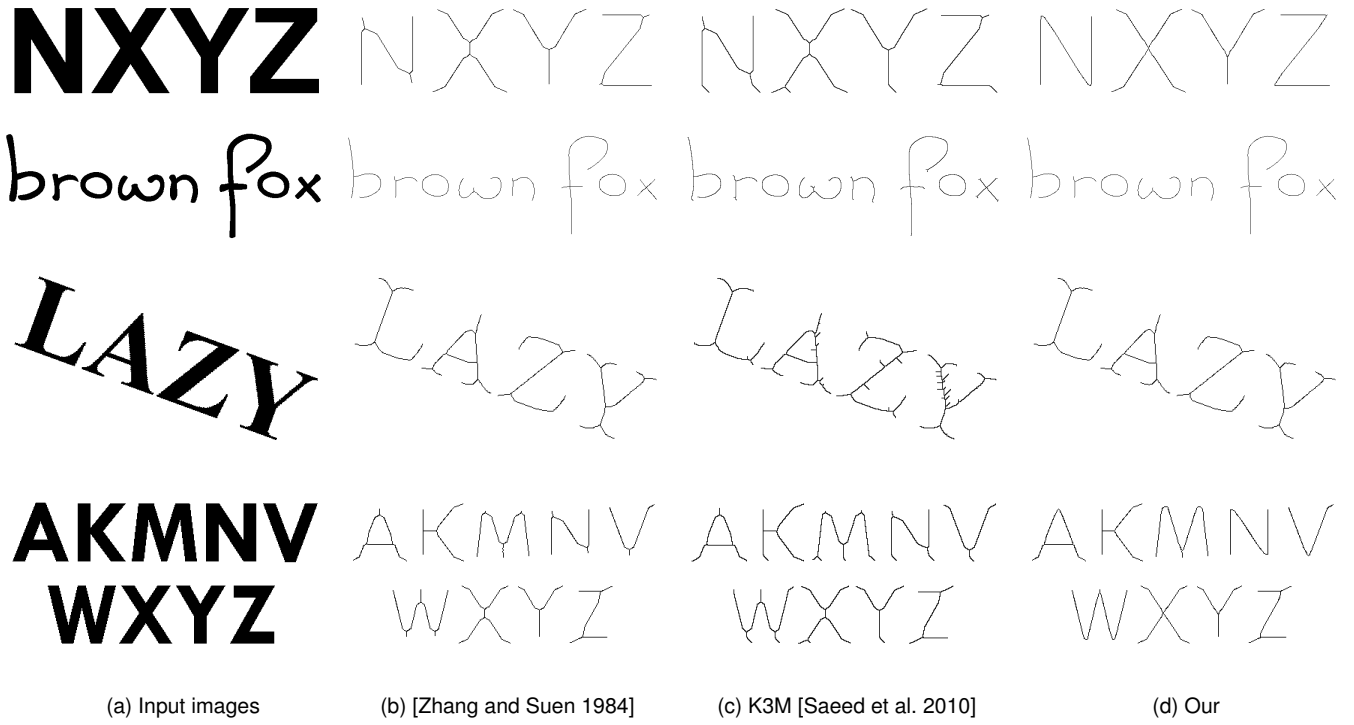 NXYZ NXYZ NXYZ NXYZ
brown fox brown fox brown fox brown fox
LAZY LAZY LAZY LAZY
AKMNV AKMNV AKMNV AKMNV
WXYZ WXYZ WXYZ WXYZ
(a) Input images (b) [Zhang and Suen 1984] (c) K3M [Saeed et al. 2010] (d) Our